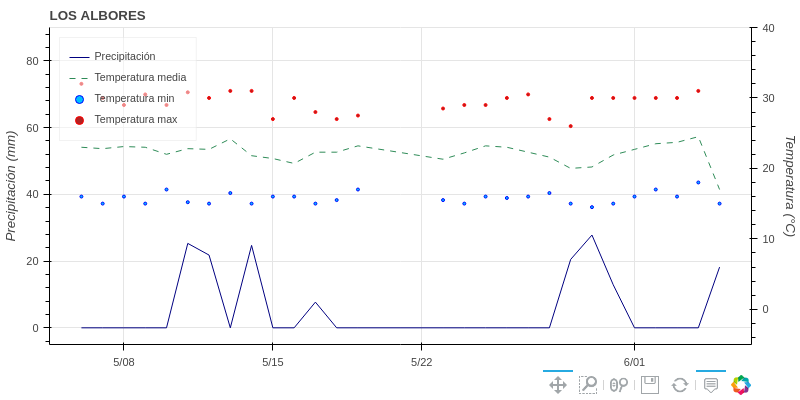 LOS ALBORES
Precipitación
Temperatura media
Temperatura min
Temperatura max
Precipitación (mm)
80
60
40
20
0
Temperatura (°C)
40
30
20
10
0
5/08 5/15 5/22 6/01